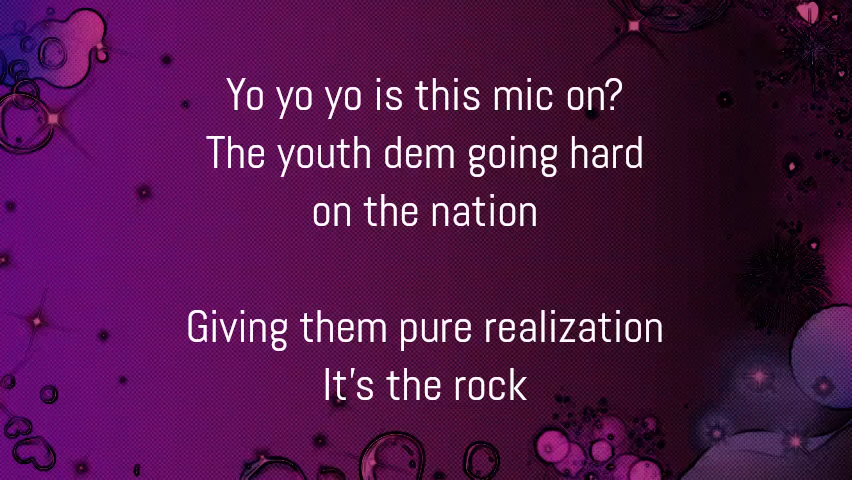 Yo yo yo is this mic on?
The youth dem going hard
on the nation
Giving them pure realization
It's the rock